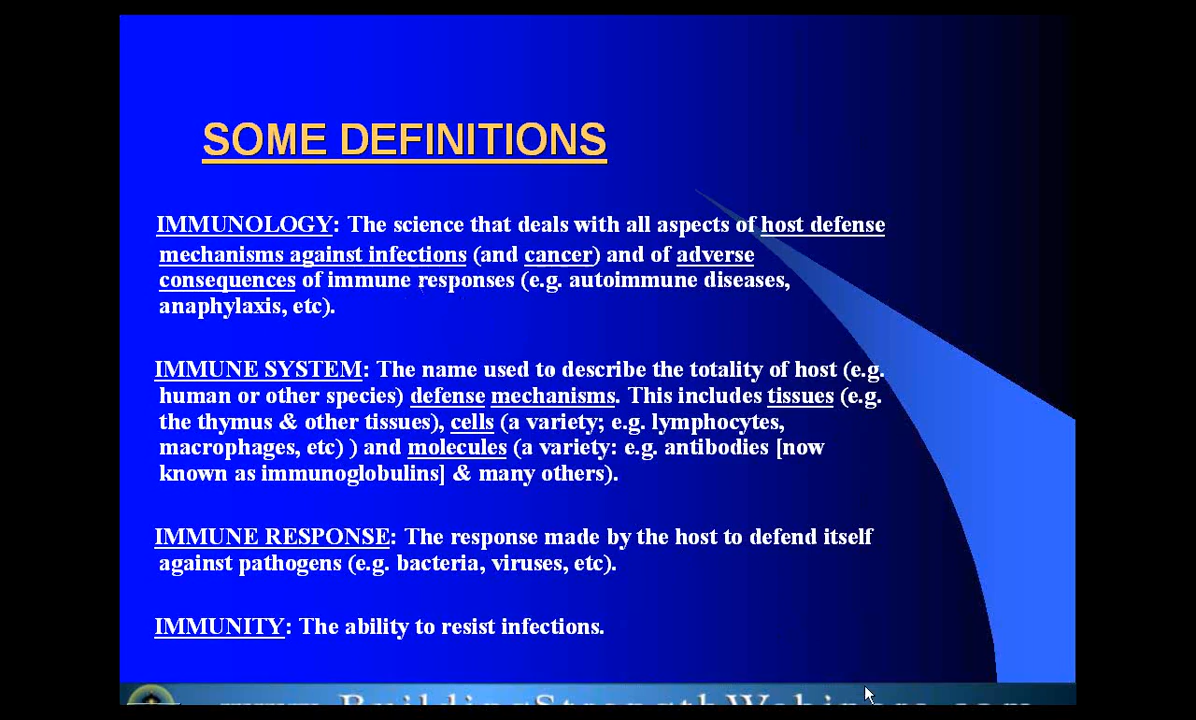 SOME DEFINITIONS
IMMUNOLOGY: The science that deals with all aspects of host defense
mechanisms against infections (and cancer) and of adverse
consequences of immune responses (e.g. autoimmune diseases,
anaphylaxis, etc).
IMMUNE SYSTEM: The name used to describe the totality of host (e.g.
human or other species) defense mechanisms. This includes tissues (e.g.
the thymus & other tissues), cells (a variety; e.g. lymphocytes,
macrophages, etc) ) and molecules (a variety: e.g. antibodies [now
known as immunoglobulins] & many others).
IMMUNE RESPONSE: The response made by the host to defend itself
against pathogens (e.g. bacteria, viruses, etc).
IMMUNITY: The ability to resist infections.
www.BuildingStrengthWebinars.com